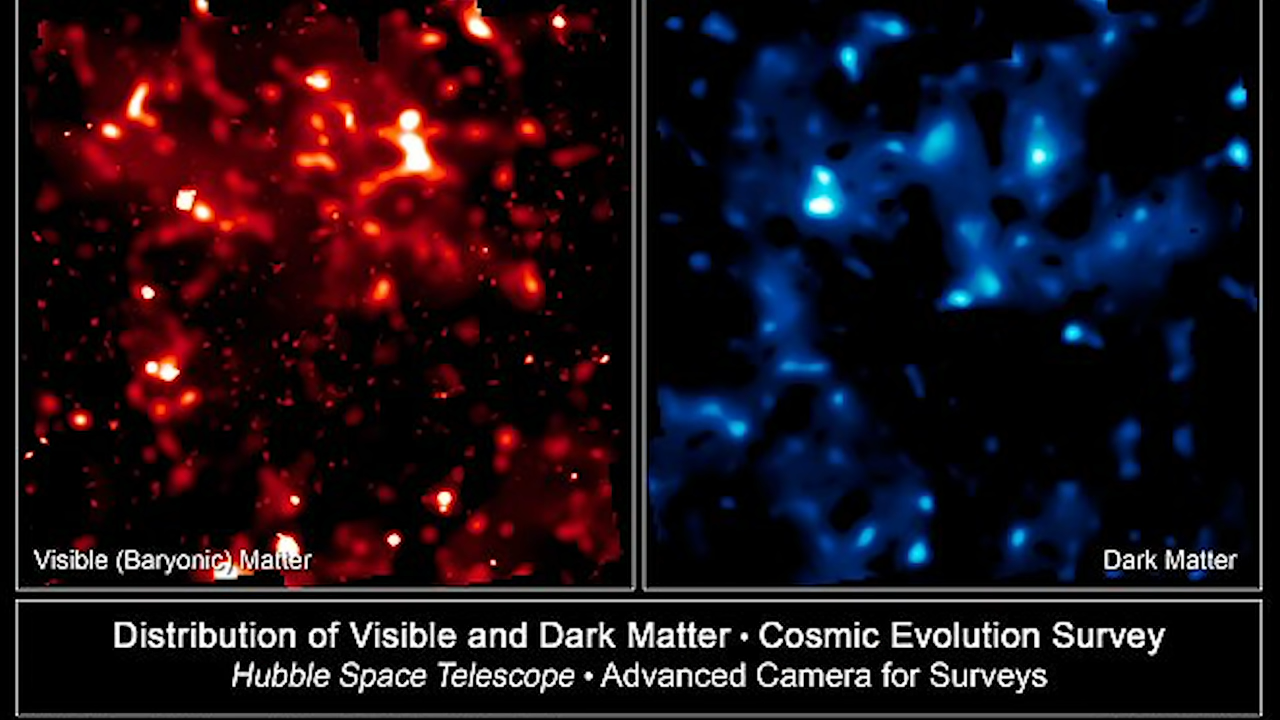 Visible (Baryonic) Matter
Dark Matter
Distribution of Visible and Dark Matter • Cosmic Evolution Survey
Hubble Space Telescope • Advanced Camera for Surveys